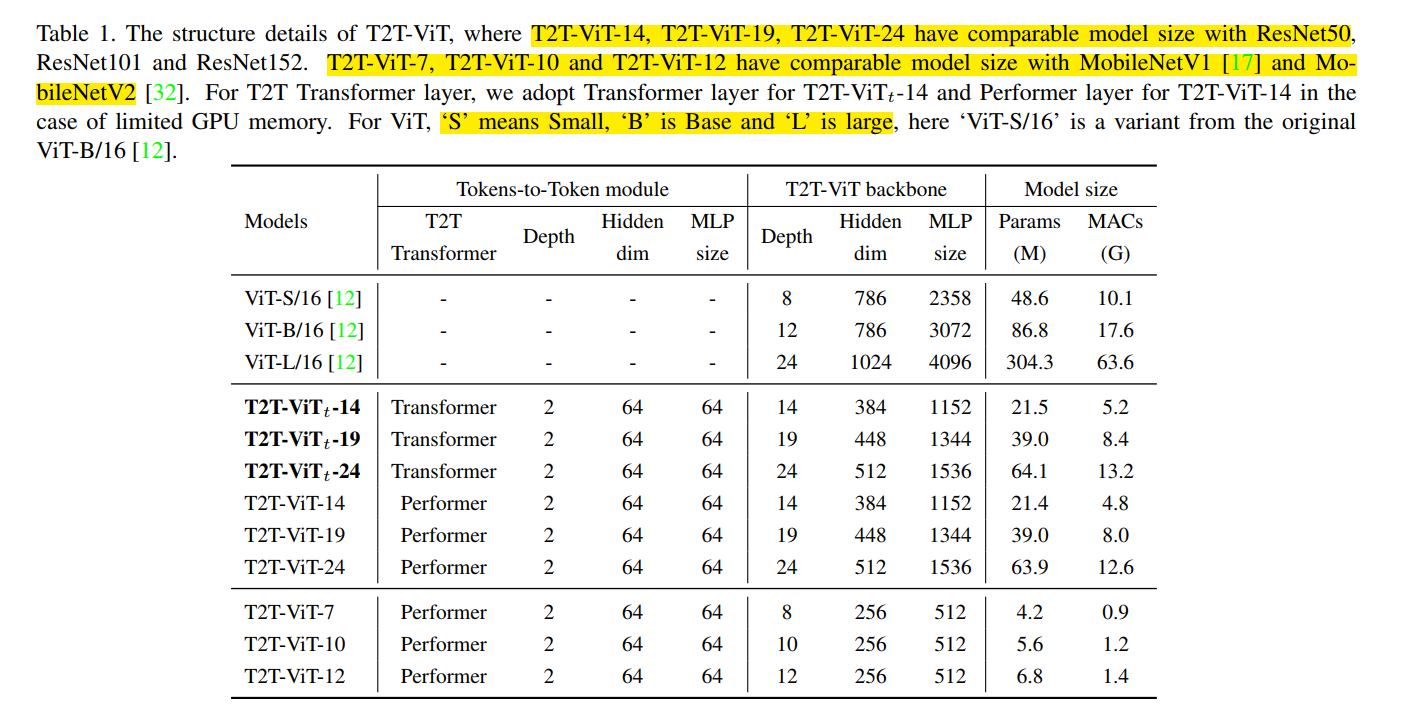 Table 1. The structure details of T2T-ViT, where T2T-ViT-14, T2T-ViT-19, T2T-ViT-24 have comparable model size with ResNet50,
ResNet101 and ResNet152. T2T-ViT-7, T2T-ViT-10 and T2T-ViT-12 have comparable model size with MobileNetV1 [17] and Mo-
bileNetV2 [32]. For T2T Transformer layer, we adopt Transformer layer for T2T-ViTt-14 and Performer layer for T2T-ViT-14 in the
case of limited GPU memory. For ViT, ‘S’ means Small, ‘B’ is Base and ‘L’ is large, here ‘ViT-S/16’ is a variant from the original
ViT-B/16 [12].
Tokens-to-Token module T2T-ViT backbone Model size
Models T2T Transformer Depth Hidden dim MLP size Depth Hidden dim MLP size Params (M) MACs (G)
ViT-S/16 [12] - - - - 8 786 2358 48.6 10.1
ViT-B/16 [12] - - - - 12 786 3072 86.8 17.6
ViT-L/16 [12] - - - - 24 1024 4096 304.3 63.6
T2T-ViTt-14 Transformer 2 64 64 14 384 1152 21.5 5.2
T2T-ViTt-19 Transformer 2 64 64 19 448 1344 39.0 8.4
T2T-ViTt-24 Transformer 2 64 64 24 512 1536 64.1 13.2
T2T-ViT-14 Performer 2 64 64 14 384 1152 21.4 4.8
T2T-ViT-19 Performer 2 64 64 19 448 1344 39.0 8.0
T2T-ViT-24 Performer 2 64 64 24 512 1536 63.9 12.6
T2T-ViT-7 Performer 2 64 64 8 256 512 4.2 0.9
T2T-ViT-10 Performer 2 64 64 10 256 512 5.6 1.2
T2T-ViT-12 Performer 2 64 64 12 256 512 6.8 1.4